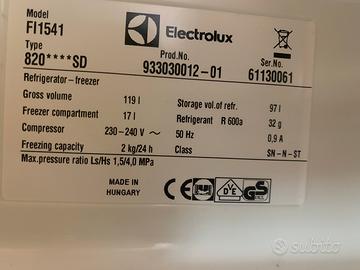 Model
FI1541
Electrolux
Type
820****SD
Prod.No.
933030012-01
Ser.No.
61130061
Refrigerator-freezer
Gross volume 119 l
Storage vol.of refr. 97 l
Freezer compartment 17 l
Refrigerant R 600a 32 g
Compressor 230-240 V ~ 50 Hz 0,9 A
Freezing capacity 2 kg/24 h
Class SN-N-ST
Max.pressure ratio Ls/Hs 1,5/4,0 MPa
MADE IN
HUNGARY
CE
DVE
GS
subito